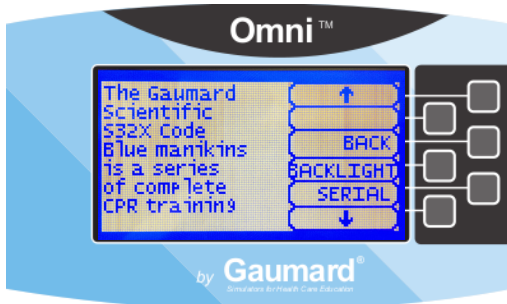 Omni™
The Gaumard
Scientific
S32X Code
Blue manikins
is a series
of complete
CPR training
↑
BACK
BACKLIGHT
SERIAL
↓
by Gaumard®
Simulators for Health Care Education